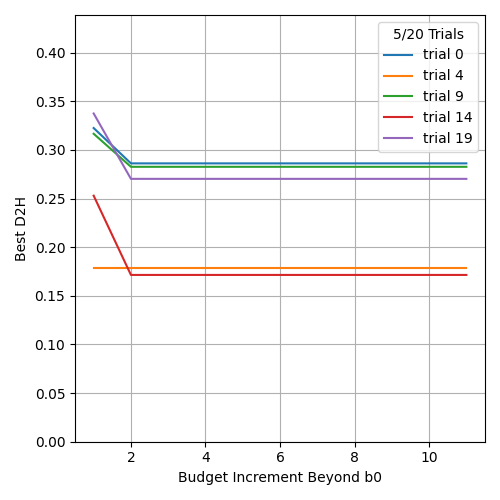 5/20 Trials
trial 0
trial 4
trial 9
trial 14
trial 19
0.40
0.35
0.30
0.25
0.20
0.15
0.10
0.05
0.00
Best D2H
2 4 6 8 10
Budget Increment Beyond b0